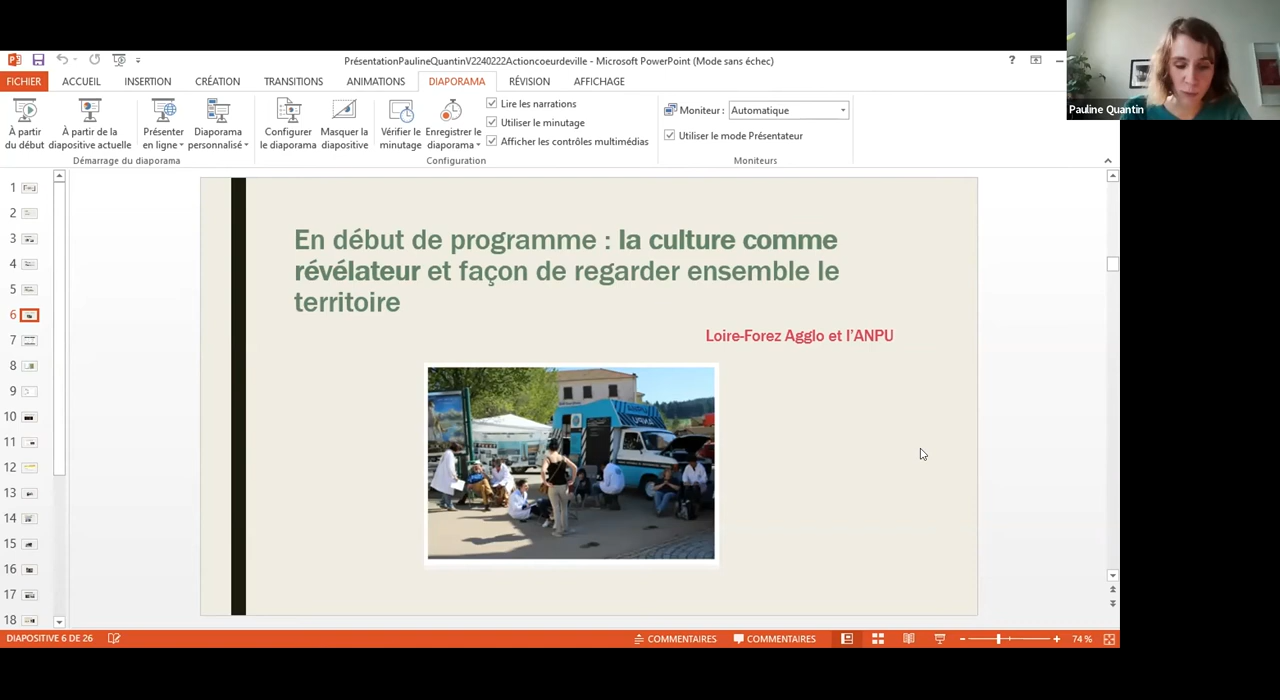 PrésentationPaulineQuantinV2240222Actioncoeurdeville - Microsoft PowerPoint (Mode sans échec)
FICHIER ACCUEIL INSERTION CRÉATION TRANSITIONS ANIMATIONS DIAPORAMA RÉVISION AFFICHAGE
À partir du début
À partir de la diapositive actuelle
Présenter en ligne
Diaporama personnalisé
Démarrage du diaporama
Configurer le diaporama
Masquer la diapositive
Vérifier le minutage
Enregistrer le diaporama
Lire les narrations
Utiliser le minutage
Afficher les contrôles multimédias
Configuration
Moniteur : Automatique
Utiliser le mode Présentateur
Moniteurs
Pauline Quantin
1
2
3
4
5
6
7
8
9
10
11
12
13
14
15
16
17
18
En début de programme : la culture comme
révélateur et façon de regarder ensemble le
territoire
Loire-Forez Agglo et l’ANPU
DIAPOSITIVE 6 DE 26
COMMENTAIRES COMMENTAIRES 74 %